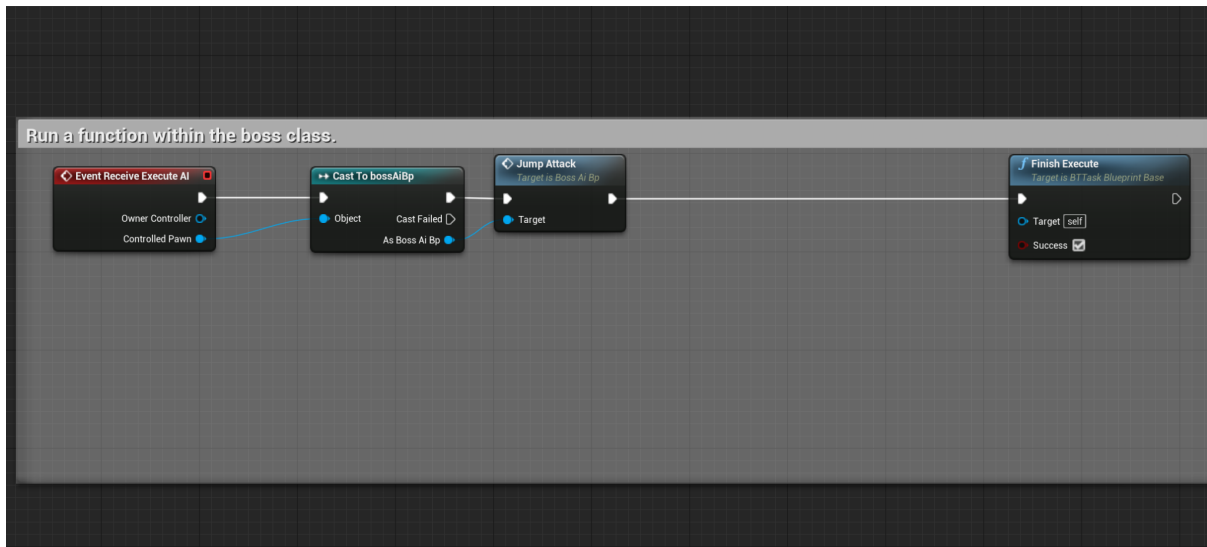 Run a function within the boss class.
Event Receive Execute AI
Owner Controller
Controlled Pawn
Cast To bossAiBp
Object
Cast Failed
As Boss Ai Bp
Jump Attack
Target is Boss Ai Bp
Target
Finish Execute
Target is BTTask Blueprint Base
Target self
Success